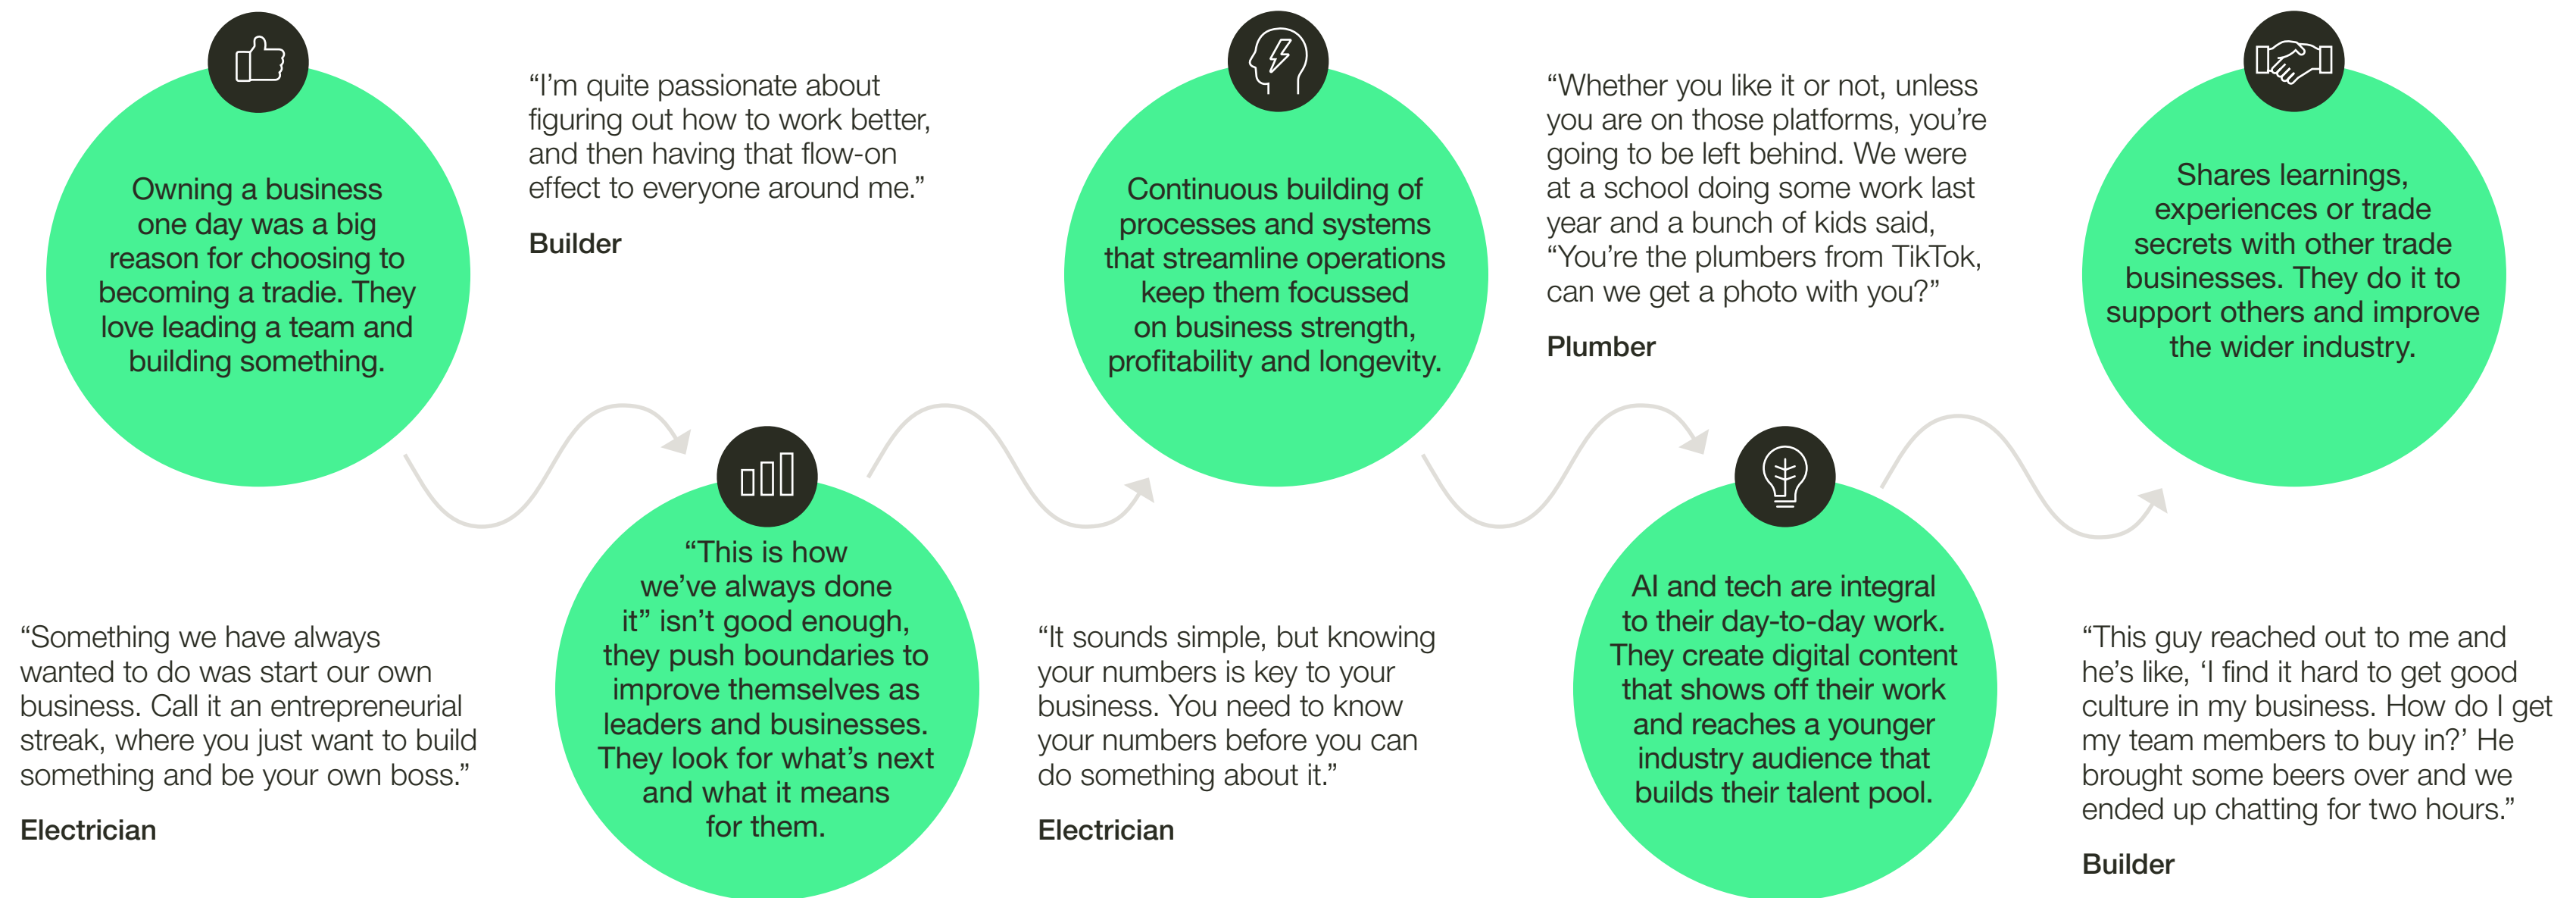 Owning a business
one day was a big
reason for choosing to
becoming a tradie. They
love leading a team and
building something.
“Something we have always
wanted to do was start our own
business. Call it an entrepreneurial
streak, where you just want to build
something and be your own boss.”
Electrician
“I’m quite passionate about
figuring out how to work better,
and then having that flow-on
effect to everyone around me.”
Builder
“This is how
we’ve always done
it” isn’t good enough,
they push boundaries to
improve themselves as
leaders and businesses.
They look for what’s next
and what it means
for them.
Continuous building of
processes and systems
that streamline operations
keep them focussed
on business strength,
profitability and longevity.
“It sounds simple, but knowing
your numbers is key to your
business. You need to know
your numbers before you can
do something about it.”
Electrician
“Whether you like it or not, unless
you are on those platforms, you’re
going to be left behind. We were
at a school doing some work last
year and a bunch of kids said,
“You’re the plumbers from TikTok,
can we get a photo with you?”
Plumber
AI and tech are integral
to their day-to-day work.
They create digital content
that shows off their work
and reaches a younger
industry audience that
builds their talent pool.
Shares learnings,
experiences or trade
secrets with other trade
businesses. They do it to
support others and improve
the wider industry.
“This guy reached out to me and
he’s like, ‘I find it hard to get good
culture in my business. How do I get
my team members to buy in?’ He
brought some beers over and we
ended up chatting for two hours.”
Builder